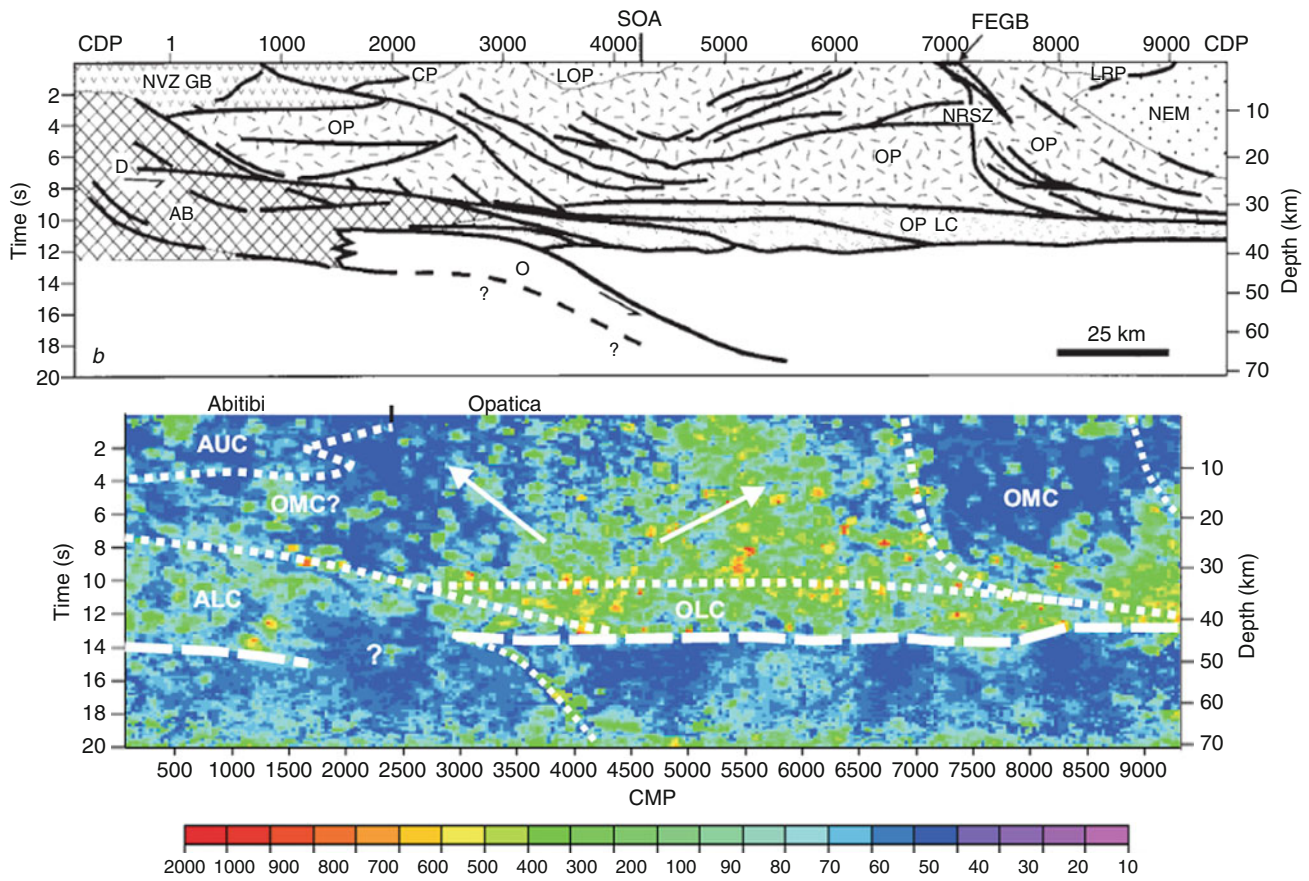 SOA
FEGB
CDP 1 1000 2000 3000 4000 5000 6000 7000 8000 9000 CDP
NVZ GB
CP
LOP
LRP
NEM
NRSZ
OP
OP
OP
D
AB
OP LC
O
?
?
25 km
b
Time (s)
2
4
6
8
10
12
14
16
18
20
Depth (km)
10
20
30
40
50
60
70
Abitibi
Opatica
AUC
OMC?
OMC
ALC
OLC
?
Time (s)
2
4
6
8
10
12
14
16
18
20
Depth (km)
10
20
30
40
50
60
70
500 1000 1500 2000 2500 3000 3500 4000 4500 5000 5500 6000 6500 7000 7500 8000 8500 9000
CMP
2000 1000 900 800 700 600 500 400 300 200 100 90 80 70 60 50 40 30 20 10